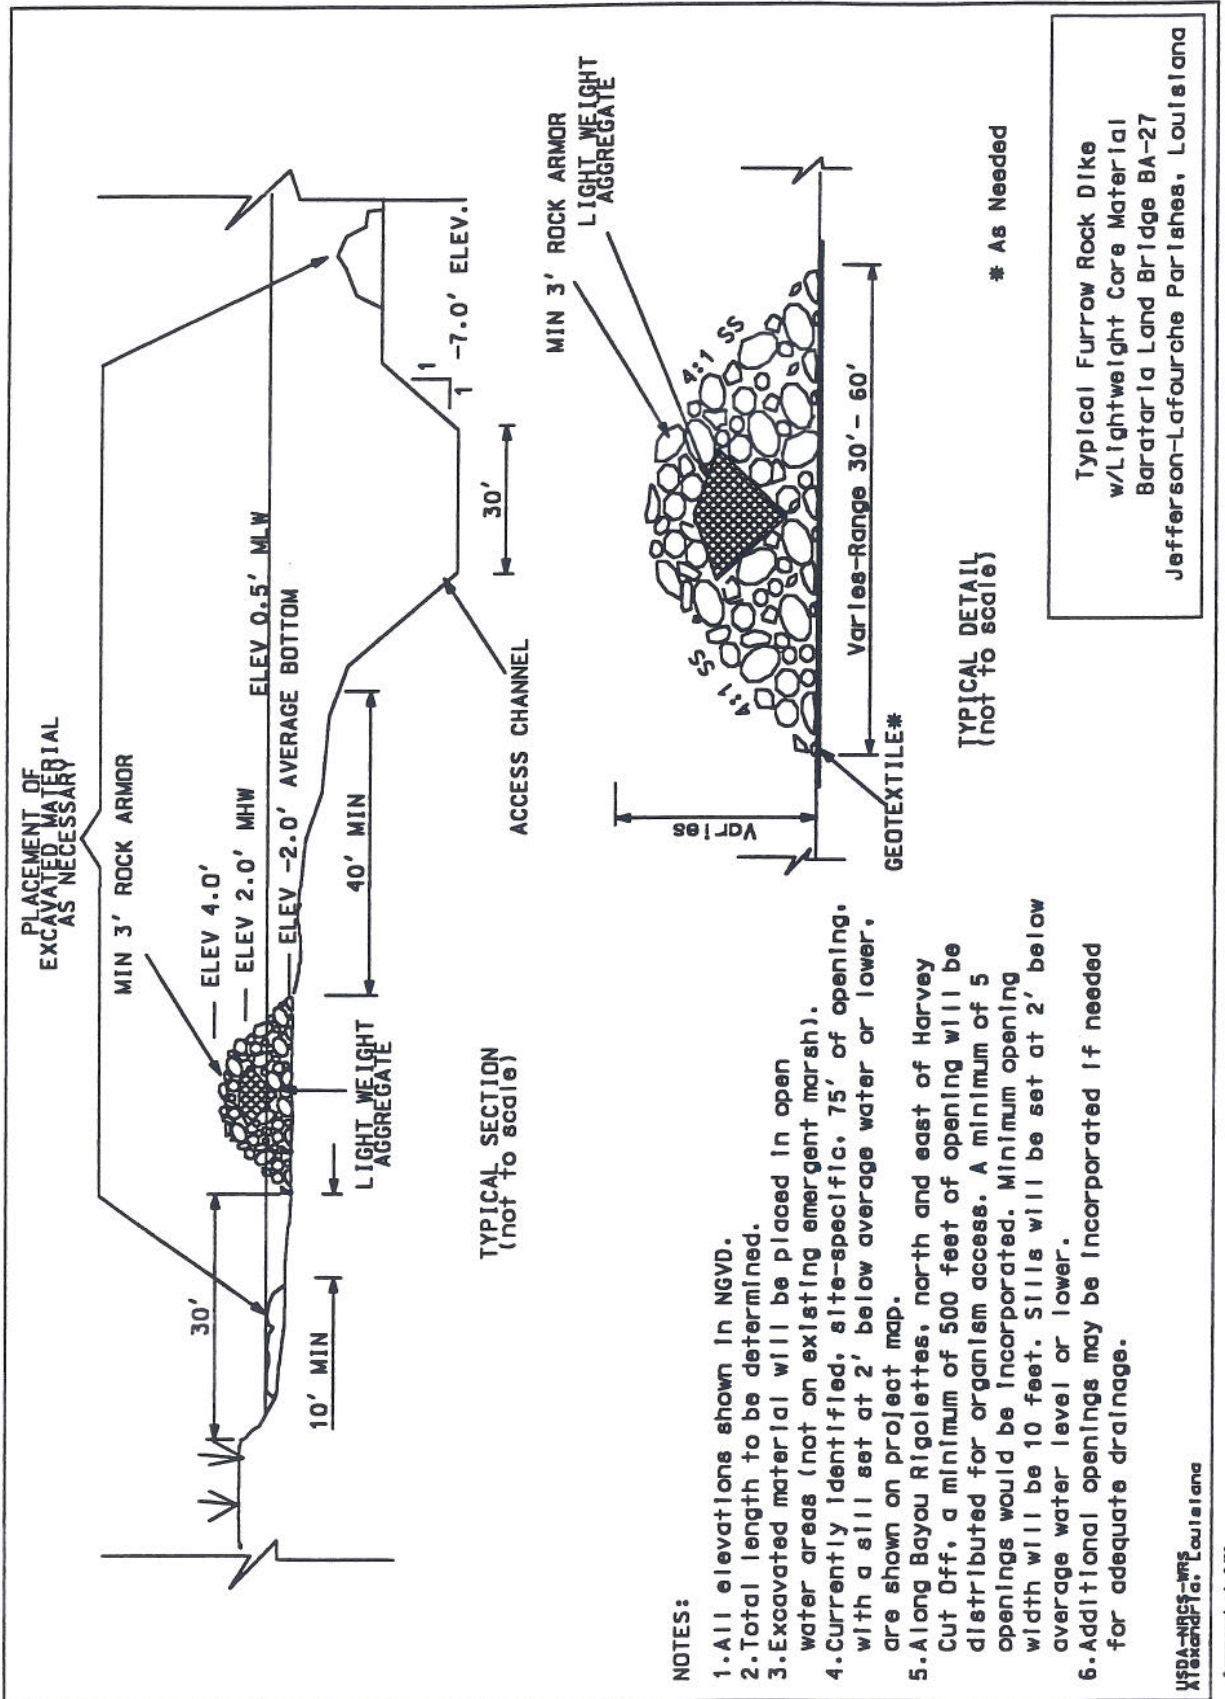 PLACEMENT OF
EXCAVATED MATERIAL
AS NECESSARY
MIN 3' ROCK ARMOR
ELEV 4.0'
ELEV 2.0' MHW
ELEV 0.5' MLW
ELEV -2.0' AVERAGE BOTTOM
30'
10' MIN
LIGHT WEIGHT
AGGREGATE
40' MIN
ACCESS CHANNEL
30'
1
1
-7.0' ELEV.
TYPICAL SECTION
(not to scale)
MIN 3' ROCK ARMOR
LIGHT WEIGHT
AGGREGATE
4:1 SS
4:1 SS
Varies
Varies-Range 30'- 60'
GEOTEXTILE*
TYPICAL DETAIL
(not to scale)
* As Needed
NOTES:
1. All elevations shown in NGVD.
2. Total length to be determined.
3. Excavated material will be placed in open
water areas (not on existing emergent marsh).
4. Currently identified, site-specific, 75' of opening,
with a sill set at 2' below average water or lower,
are shown on project map.
5. Along Bayou Rigolettes, north and east of Harvey
Cut Off, a minimum of 500 feet of opening will be
distributed for organism access. A minimum of 5
openings would be incorporated. Minimum opening
width will be 10 feet. Sills will be set at 2' below
average water level or lower.
6. Additional openings may be incorporated if needed
for adequate drainage.
Typical Furrow Rock Dike
w/Lightweight Core Material
Barataria Land Bridge BA-27
Jefferson-Lafourche Parishes, Louisiana
USDA-NRCS-WRS
Alexandria, Louisiana